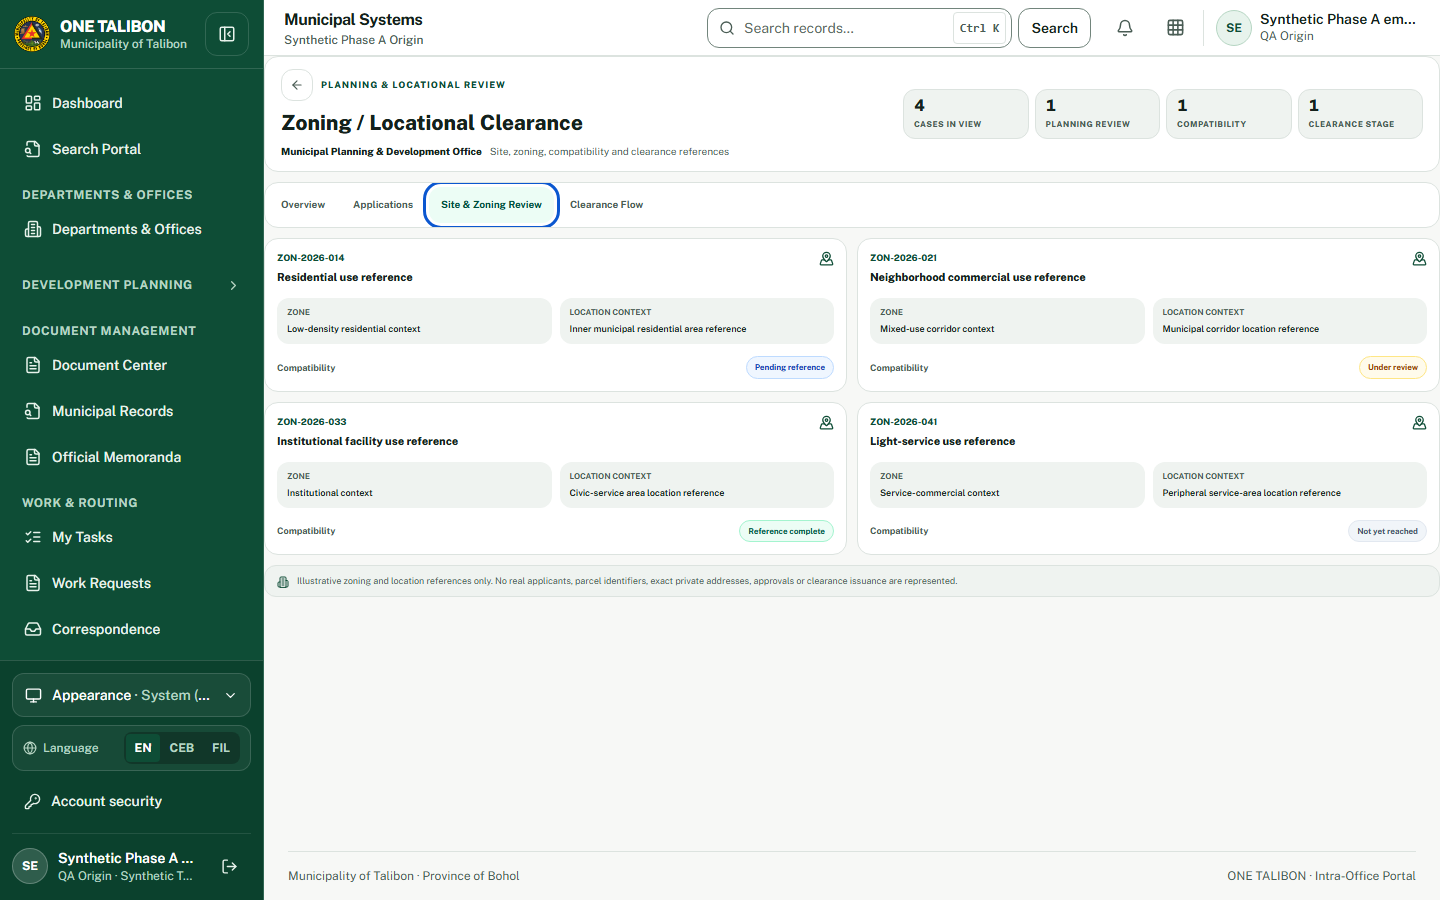 ONE TALIBON
Municipality of Talibon
Dashboard
Search Portal
DEPARTMENTS & OFFICES
Departments & Offices
DEVELOPMENT PLANNING
DOCUMENT MANAGEMENT
Document Center
Municipal Records
Official Memoranda
WORK & ROUTING
My Tasks
Work Requests
Correspondence
Appearance · System (...
Language EN CEB FIL
Account security
SE
Synthetic Phase A ...
QA Origin · Synthetic T...
Municipal Systems
Synthetic Phase A Origin
Search records... Ctrl K
Search
SE
Synthetic Phase A em...
QA Origin
PLANNING & LOCATIONAL REVIEW
Zoning / Locational Clearance
Municipal Planning & Development Office Site, zoning, compatibility and clearance references
4
CASES IN VIEW
1
PLANNING REVIEW
1
COMPATIBILITY
1
CLEARANCE STAGE
Overview Applications Site & Zoning Review Clearance Flow
ZON-2026-014
Residential use reference
ZONE
Low-density residential context
LOCATION CONTEXT
Inner municipal residential area reference
Compatibility Pending reference
ZON-2026-021
Neighborhood commercial use reference
ZONE
Mixed-use corridor context
LOCATION CONTEXT
Municipal corridor location reference
Compatibility Under review
ZON-2026-033
Institutional facility use reference
ZONE
Institutional context
LOCATION CONTEXT
Civic-service area location reference
Compatibility Reference complete
ZON-2026-041
Light-service use reference
ZONE
Service-commercial context
LOCATION CONTEXT
Peripheral service-area location reference
Compatibility Not yet reached
Illustrative zoning and location references only. No real applicants, parcel identifiers, exact private addresses, approvals or clearance issuance are represented.
Municipality of Talibon · Province of Bohol
ONE TALIBON · Intra-Office Portal